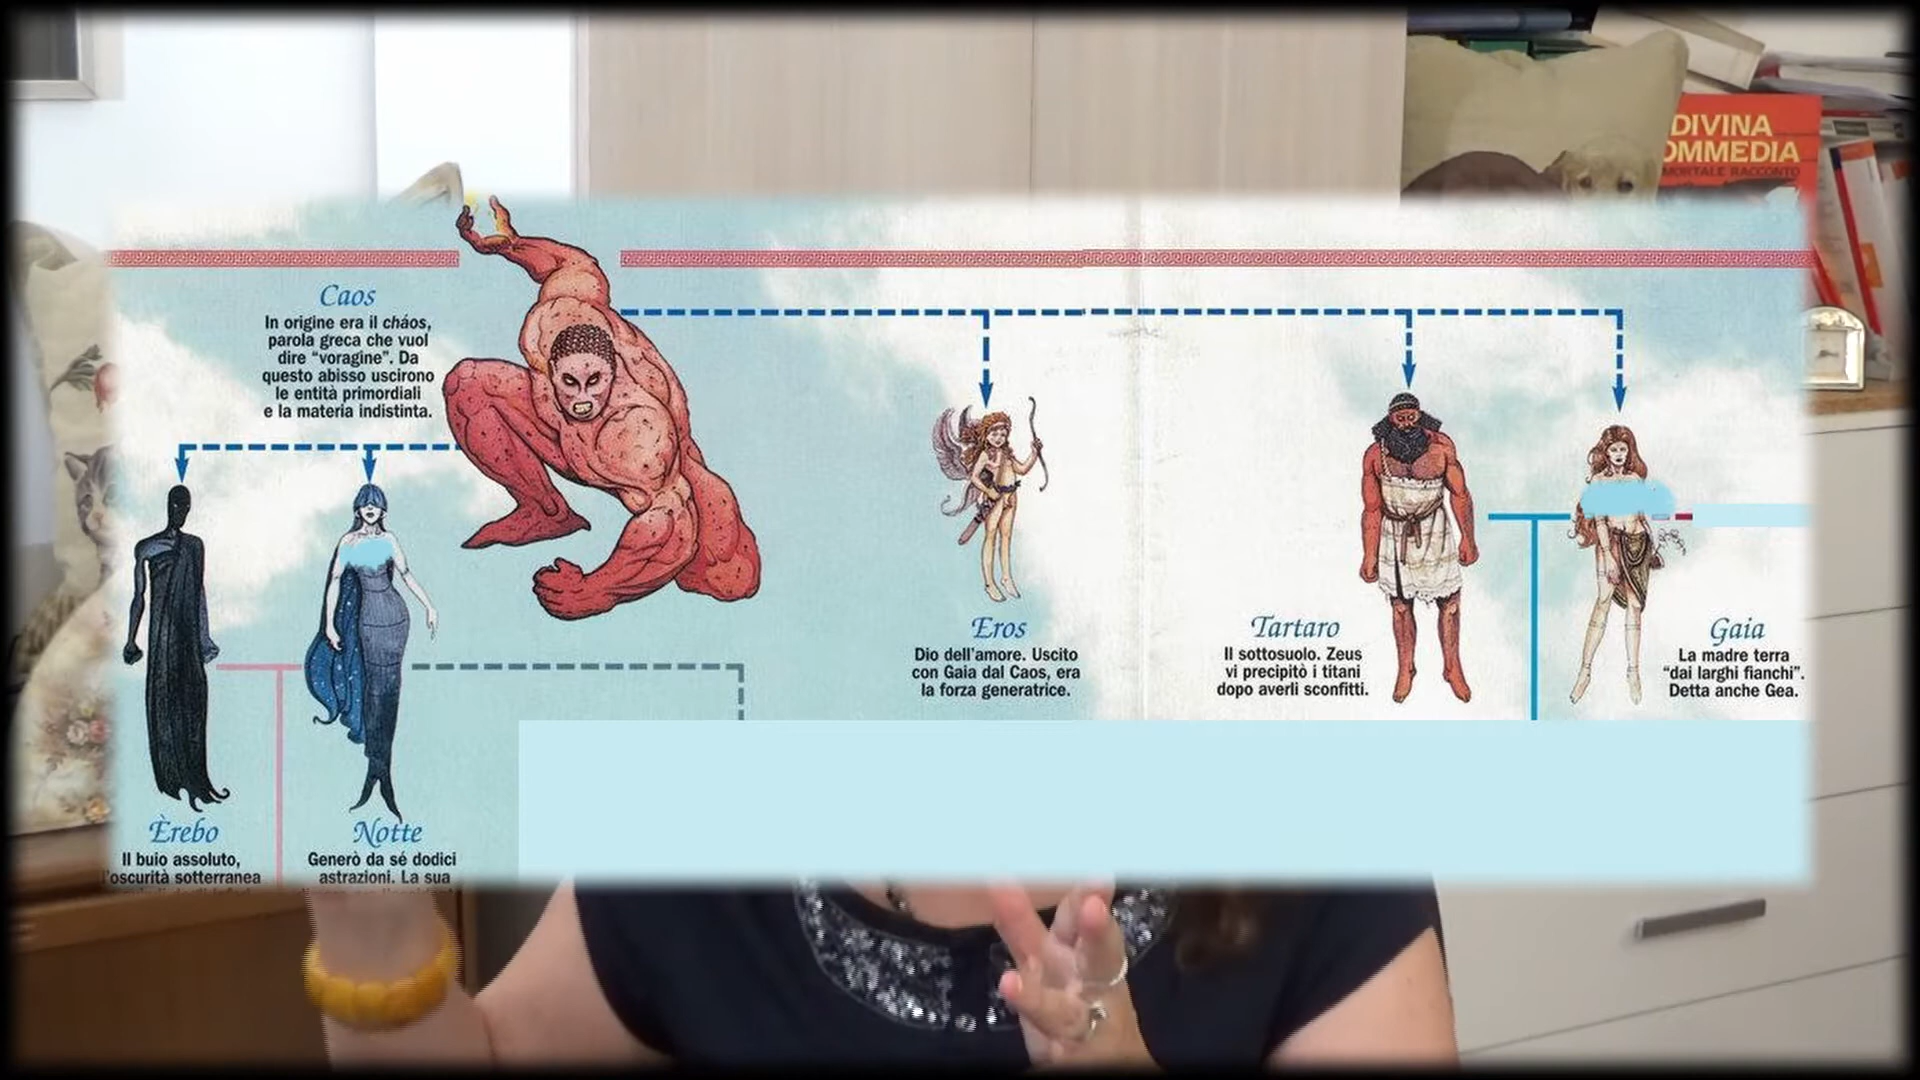 DIVINA
OMMEDIA
MORTALE RACCONTO
Caos
In origine era il cháos,
parola greca che vuol
dire “voragine”. Da
questo abisso uscirono
le entità primordiali
e la materia indistinta.
Eros
Dio dell'amore. Uscito
con Gaia dal Caos, era
la forza generatrice.
Tartaro
Il sottosuolo. Zeus
vi precipitò i titani
dopo averli sconfitti.
Gaia
La madre terra
“dai larghi fianchi”.
Detta anche Gea.
Èrebo
Il buio assoluto,
l'oscurità sotterranea
Notte
Generò da sé dodici
astrazioni. La sua